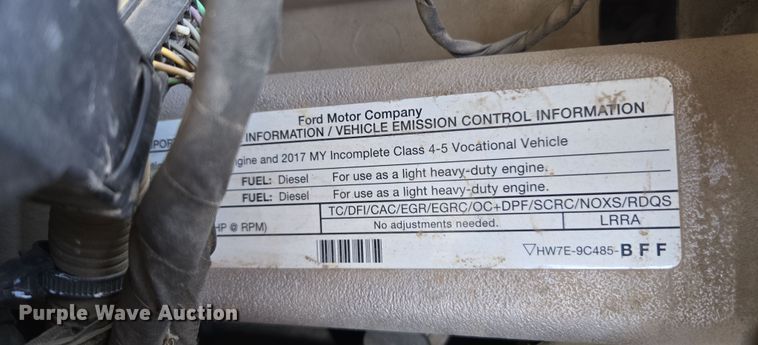 Ford Motor Company
INFORMATION / VEHICLE EMISSION CONTROL INFORMATION
and 2017 MY Incomplete Class 4-5 Vocational Vehicle
FUEL: Diesel For use as a light heavy-duty engine.
FUEL: Diesel For use as a light heavy-duty engine.
TC/DFI/CAC/EGR/EGRC/OC+DPF/SCRC/NOXS/RDQS
HP @ RPM) No adjustments needed. LRRA
▽HW7E-9C485-BFF
Purple Wave Auction